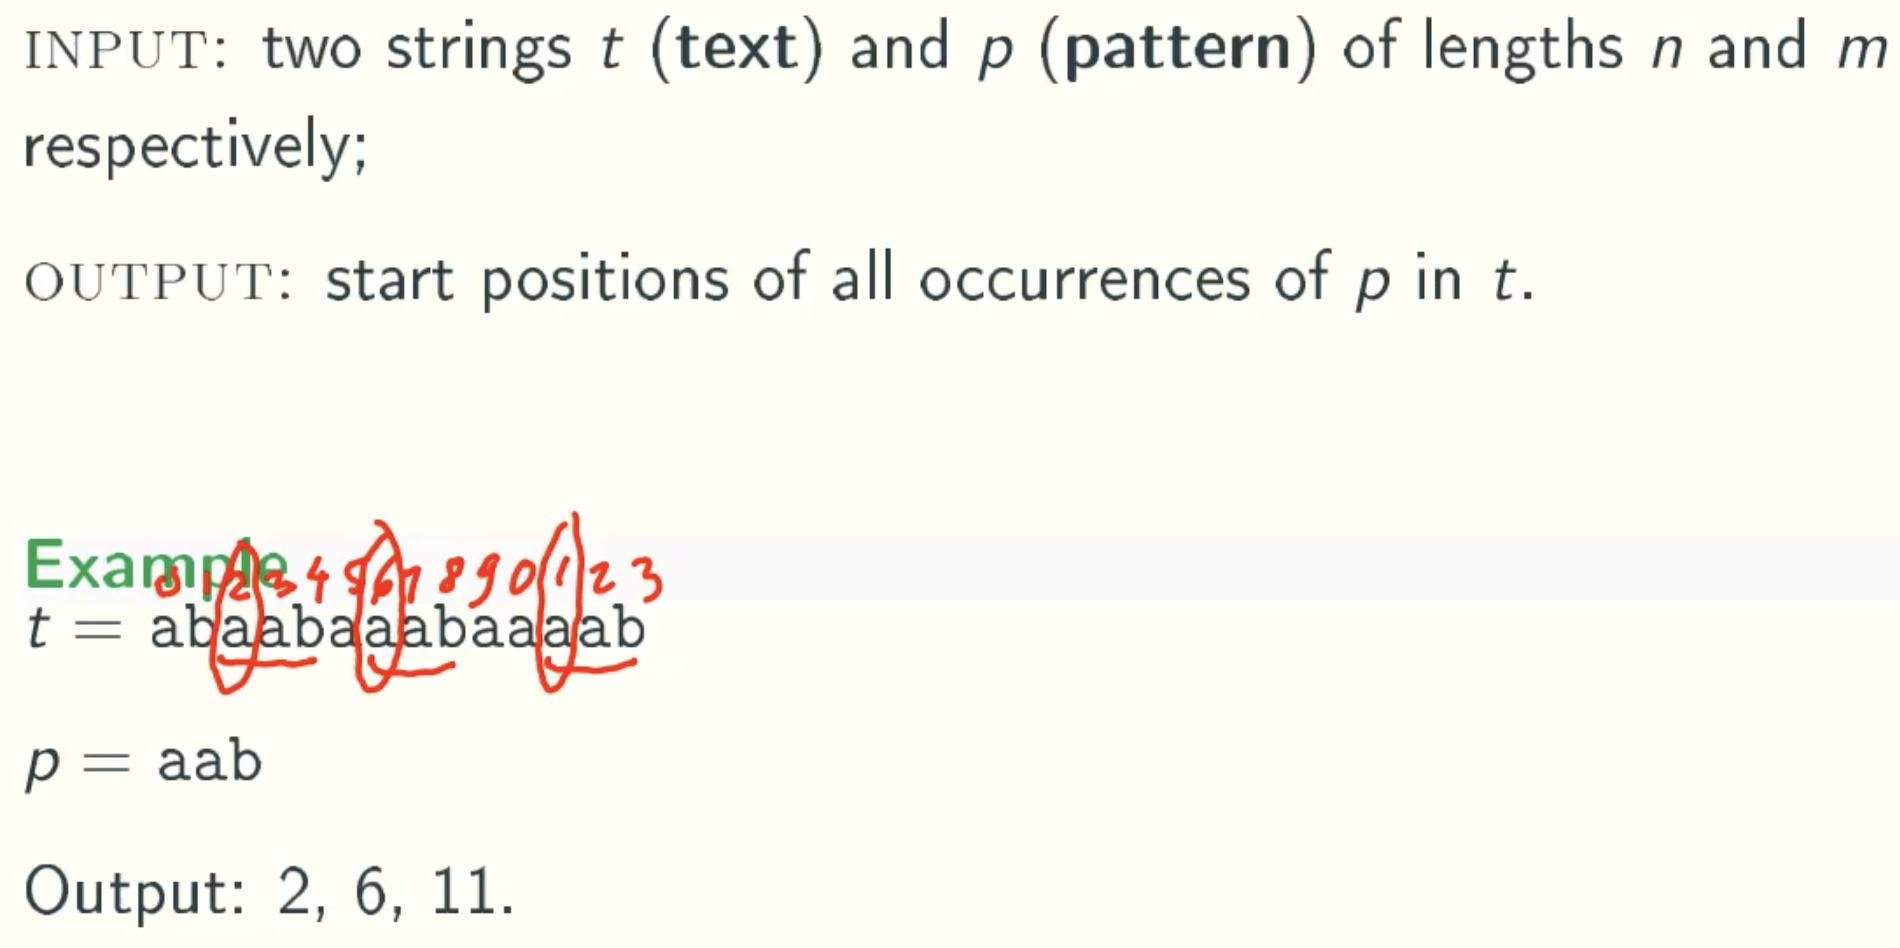 INPUT: two strings t (text) and p (pattern) of lengths n and m
respectively;
OUTPUT: start positions of all occurrences of p in t.
Example
0 1 2 3 4 5 6 7 8 9 0 1 2 3
t = abaabaaabaaaab
p = aab
Output: 2, 6, 11.